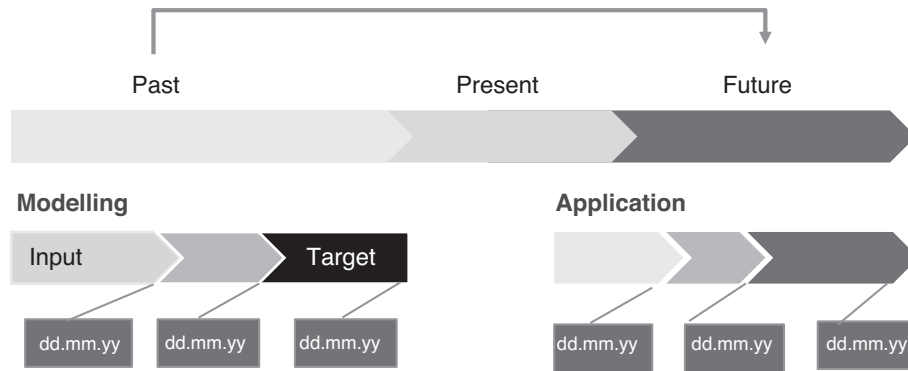 Past Present Future
Modelling Application
Input Target
dd.mm.yy dd.mm.yy dd.mm.yy dd.mm.yy dd.mm.yy dd.mm.yy